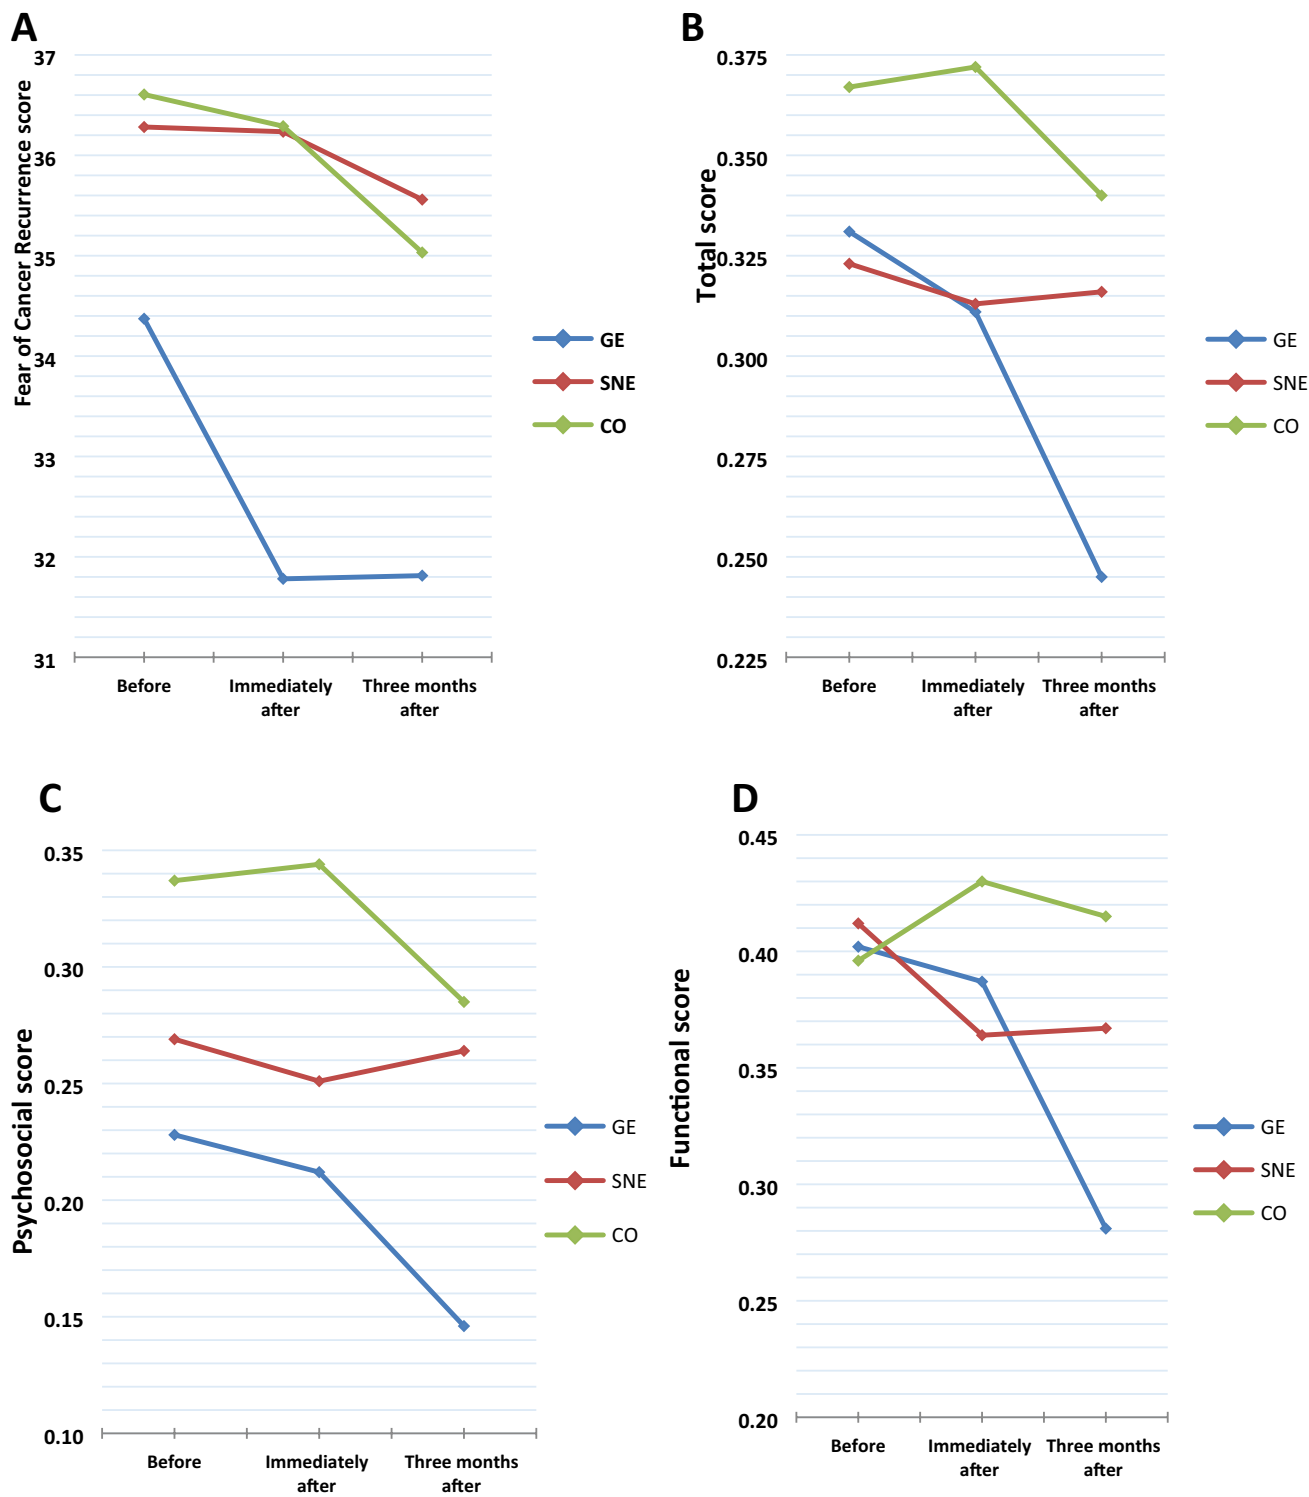 A
Fear of Cancer Recurrence score
37
36
35
34
33
32
31
Before
Immediately
after
Three months
after
GE
SNE
CO
B
Total score
0.375
0.350
0.325
0.300
0.275
0.250
0.225
Before
Immediately
after
Three months
after
GE
SNE
CO
C
Psychosocial score
0.35
0.30
0.25
0.20
0.15
0.10
Before
Immediately
after
Three months
after
GE
SNE
CO
D
Functional score
0.45
0.40
0.35
0.30
0.25
0.20
Before
Immediately
after
Three months
after
GE
SNE
CO